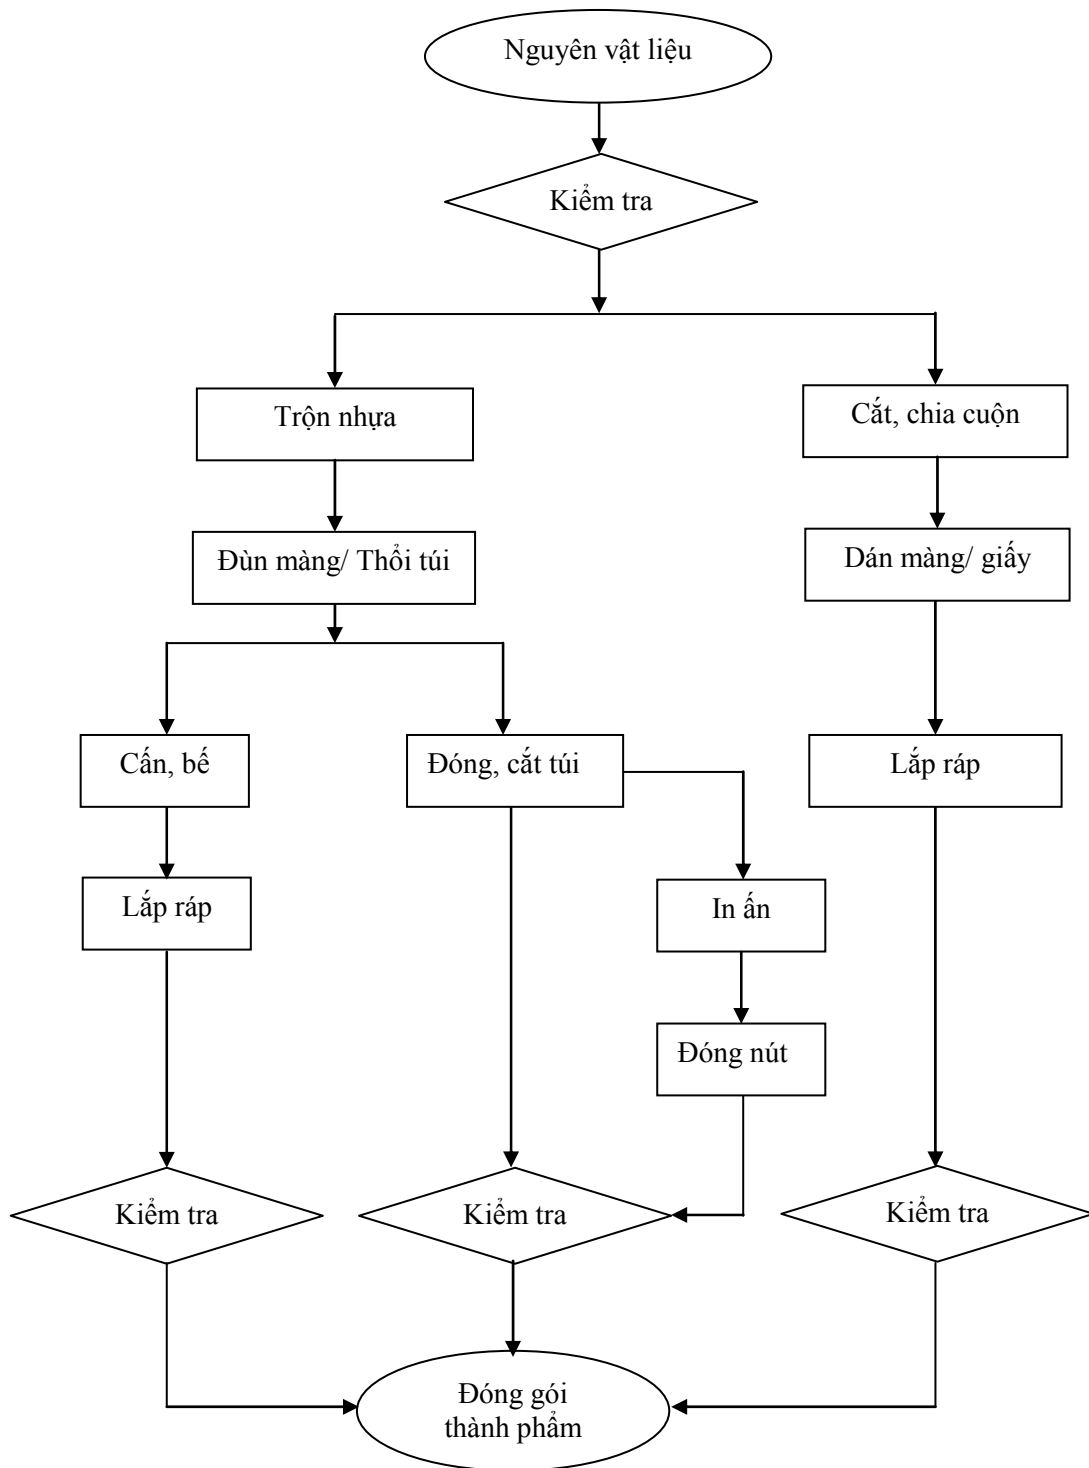 Nguyên vật liệu
Kiểm tra
Trộn nhựa
Cắt, chia cuộn
Đùn màng/ Thổi túi
Dán màng/ giấy
Cấn, bế
Đóng, cắt túi
Lắp ráp
Lắp ráp
In ấn
Đóng nút
Kiểm tra
Kiểm tra
Kiểm tra
Đóng gói
thành phẩm